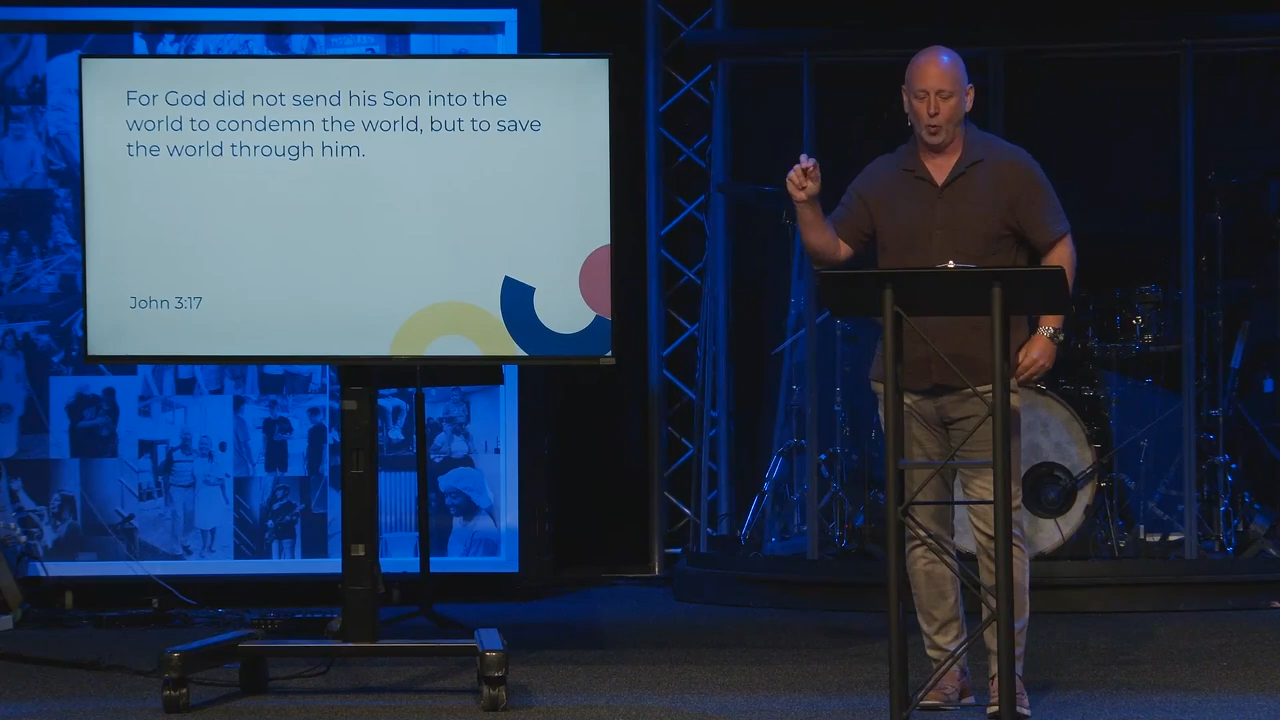 For God did not send his Son into the
world to condemn the world, but to save
the world through him.
John 3:17